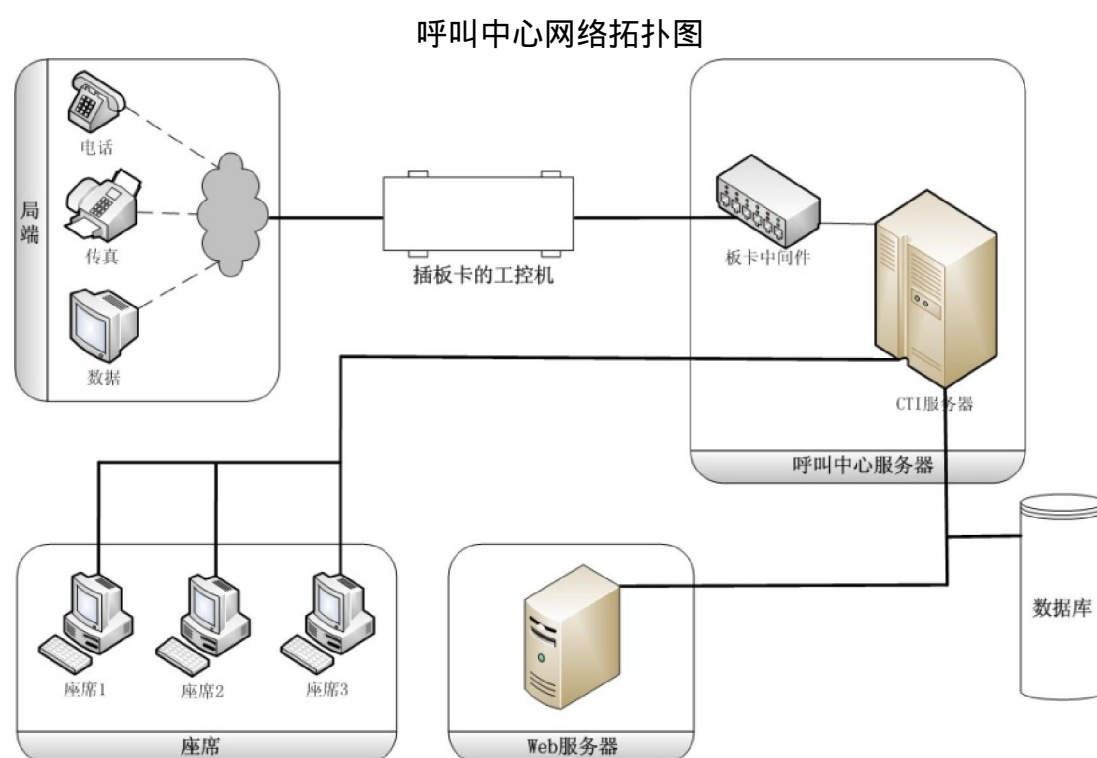 呼叫中心网络拓扑图
局端
电话
传真
数据
插板卡的工控机
板卡中间件
CTI服务器
呼叫中心服务器
座席1
座席2
座席3
座席
Web服务器
数据库